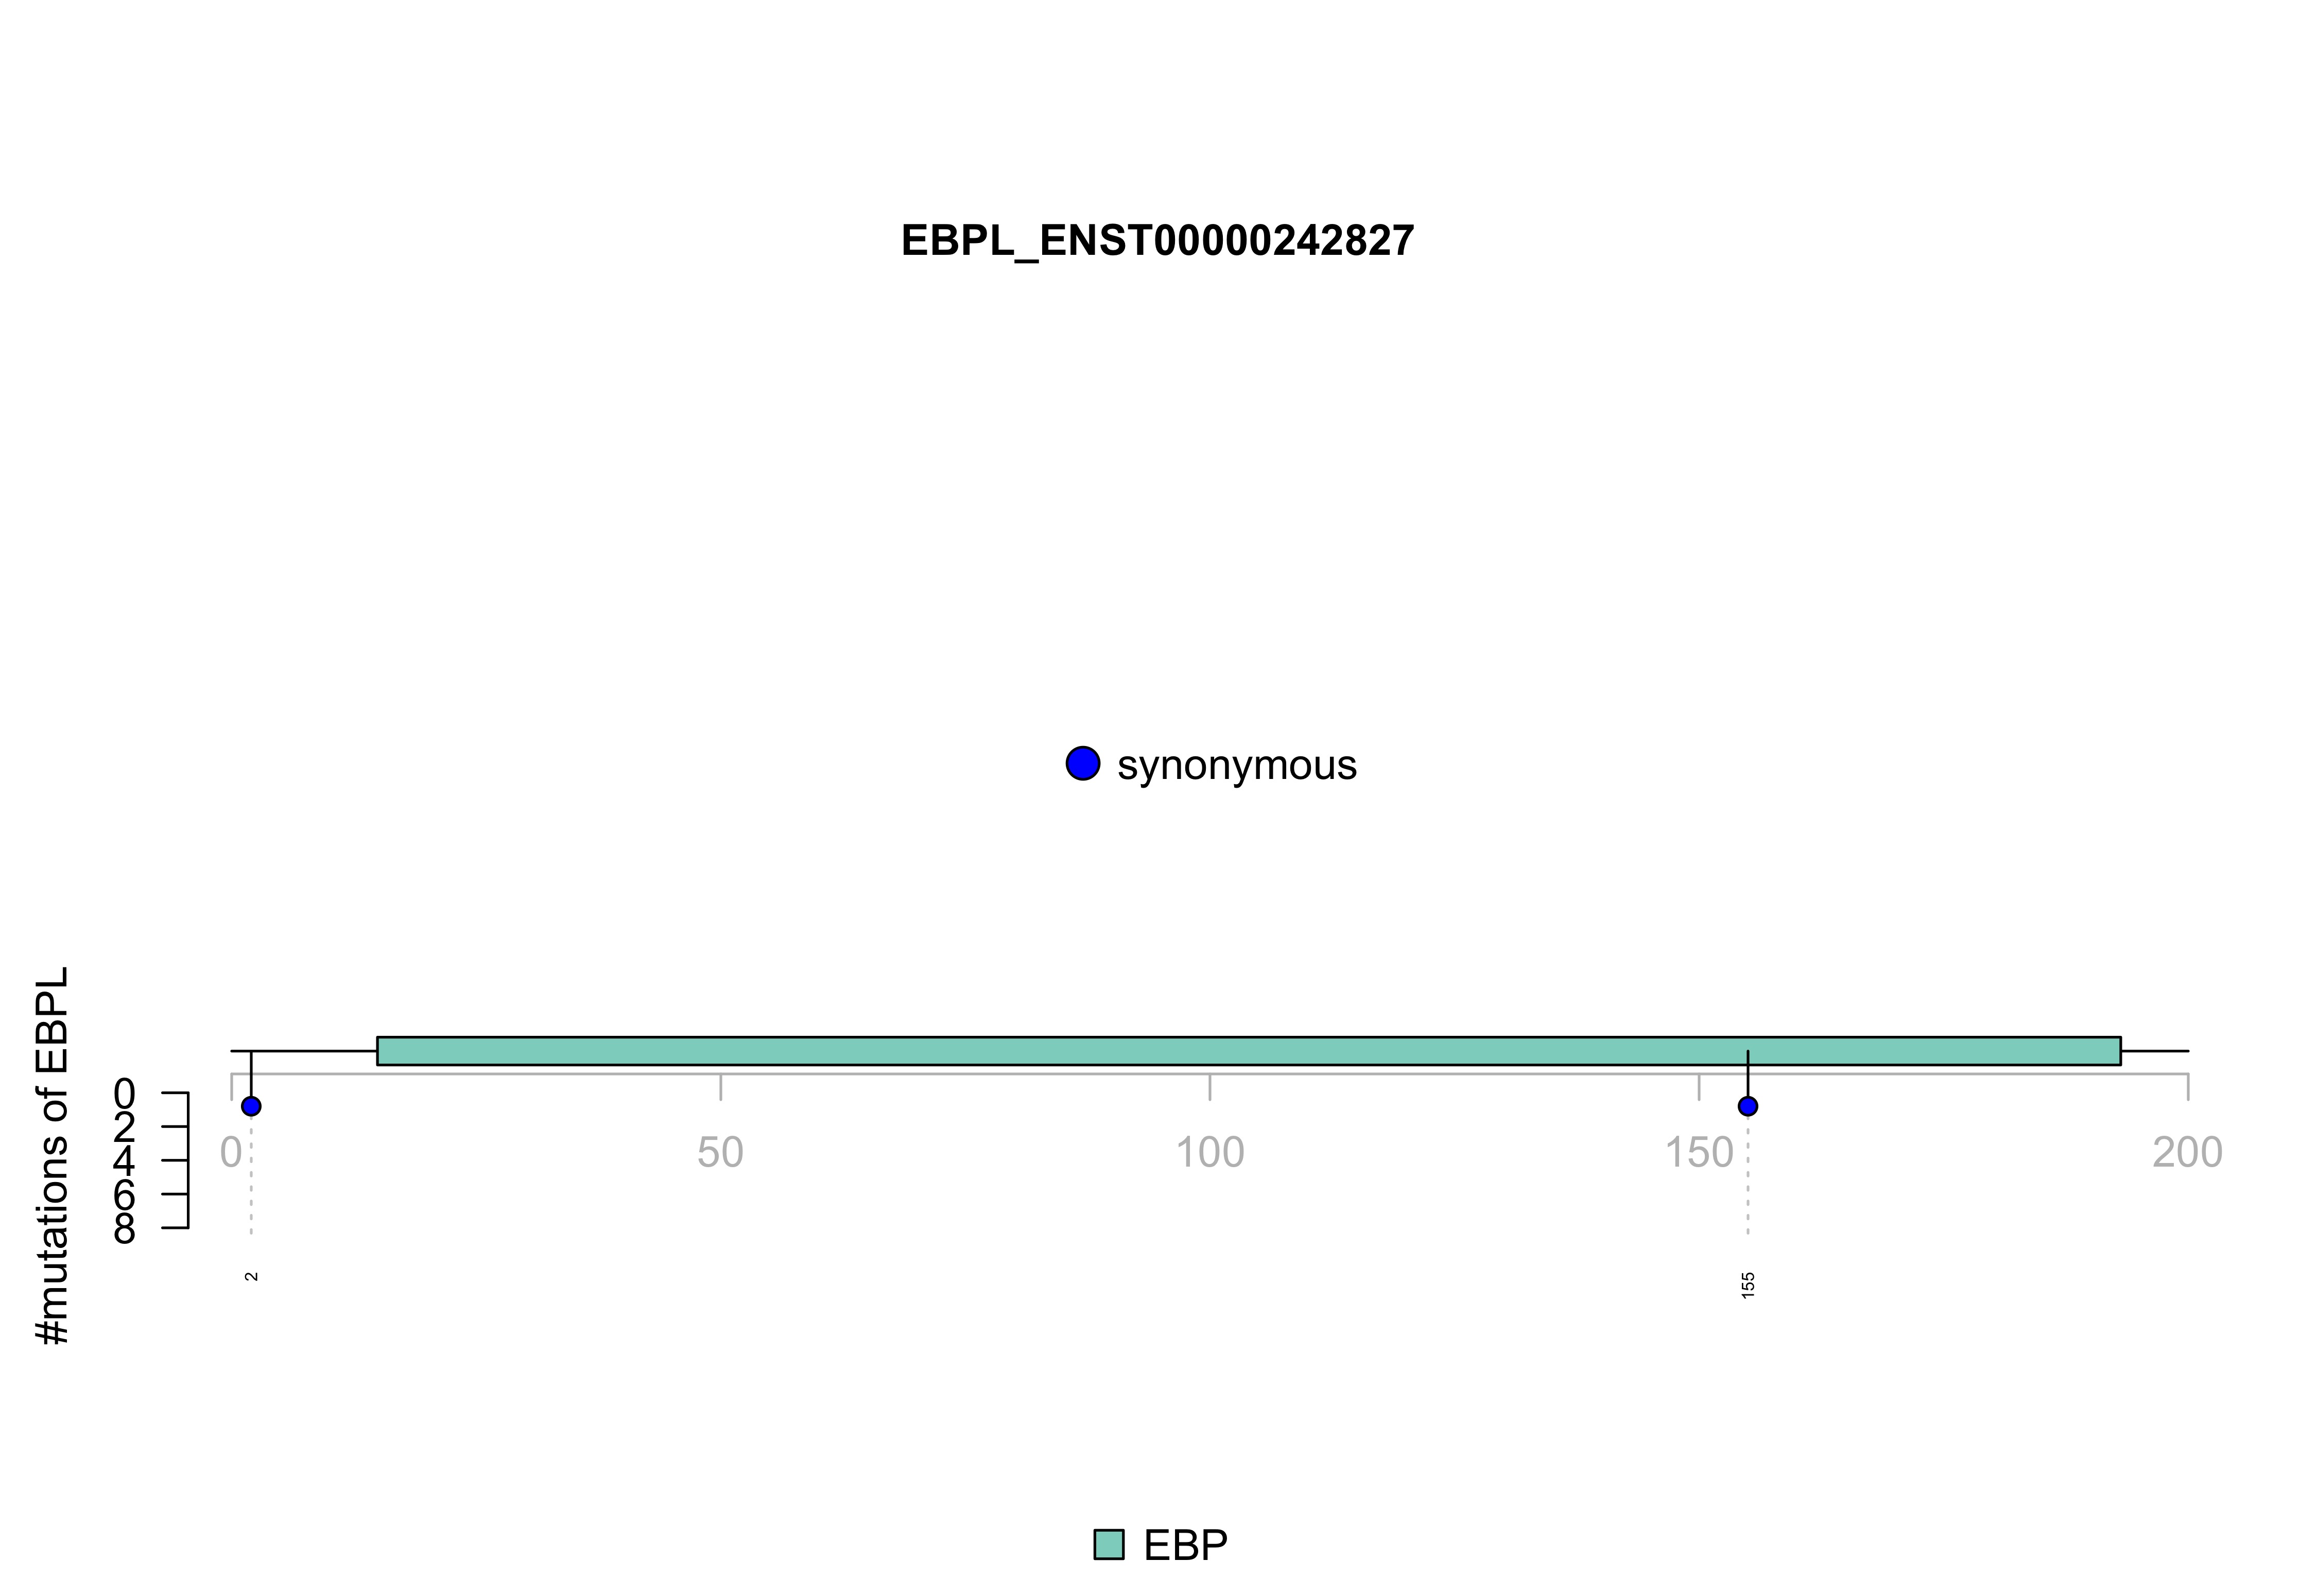 EBPL_ENST00000242827
synonymous
#mutations of EBPL
0
2
4
6
8
0 50 100 150 200
2 155
EBP